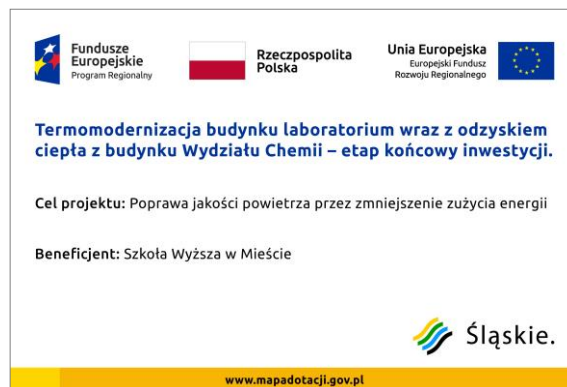 Fundusze
Europejskie
Program Regionalny
Rzeczpospolita
Polska
Unia Europejska
Europejski Fundusz
Rozwoju Regionalnego
Termomodernizacja budynku laboratorium wraz z odzyskiem
ciepła z budynku Wydziału Chemii – etap końcowy inwestycji.
Cel projektu: Poprawa jakości powietrza przez zmniejszenie zużycia energii
Beneficjent: Szkoła Wyższa w Mieście
Śląskie.
www.mapadotacji.gov.pl